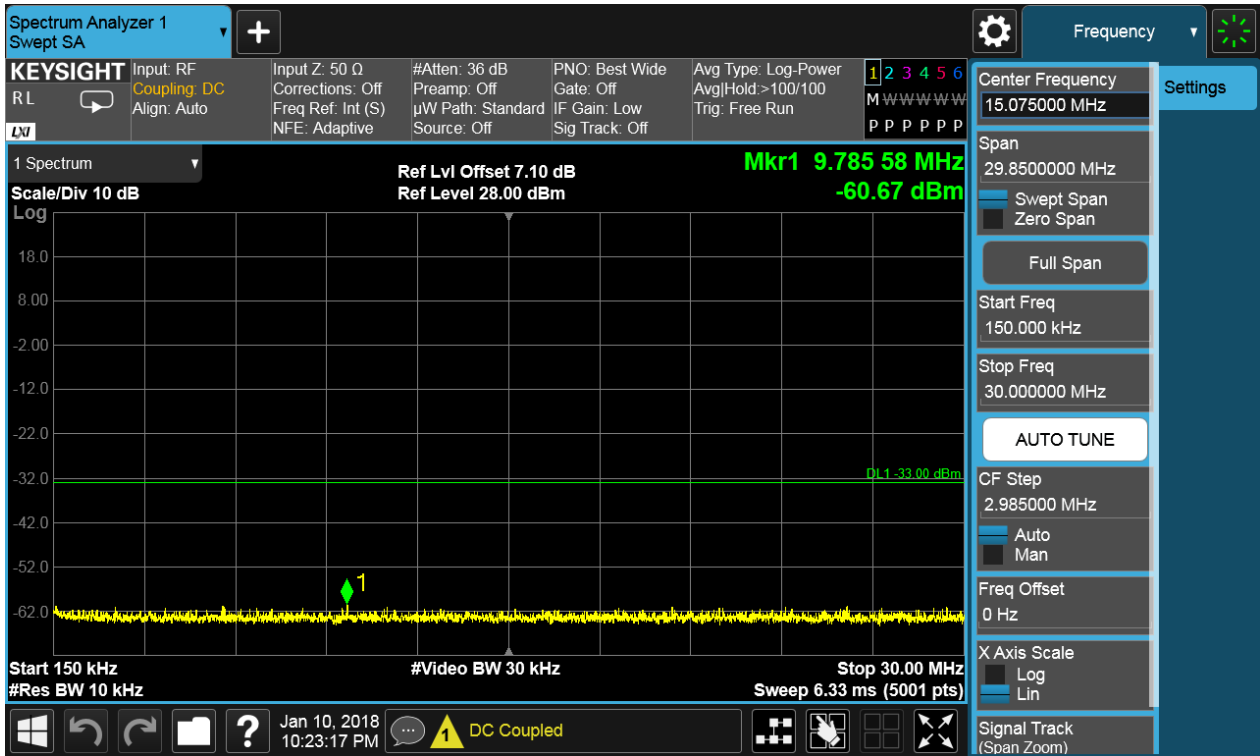 Spectrum Analyzer 1
Swept SA
+
Frequency
KEYSIGHT
RL
LXI
Input: RF
Coupling: DC
Align: Auto
Input Z: 50 Ω
Corrections: Off
Freq Ref: Int (S)
NFE: Adaptive
#Atten: 36 dB
Preamp: Off
µW Path: Standard
Source: Off
PNO: Best Wide
Gate: Off
IF Gain: Low
Sig Track: Off
Avg Type: Log-Power
Avg|Hold:>100/100
Trig: Free Run
1 2 3 4 5 6
M W W W W W
P P P P P P
1 Spectrum
Scale/Div 10 dB
Log
Ref Lvl Offset 7.10 dB
Ref Level 28.00 dBm
Mkr1 9.785 58 MHz
-60.67 dBm
18.0
8.00
-2.00
-12.0
-22.0
-32.0
DL1 -33.00 dBm
-42.0
-52.0
1
-62.0
Start 150 kHz
#Res BW 10 kHz
#Video BW 30 kHz
Stop 30.00 MHz
Sweep 6.33 ms (5001 pts)
Center Frequency
15.075000 MHz
Span
29.8500000 MHz
Swept Span
Zero Span
Full Span
Start Freq
150.000 kHz
Stop Freq
30.000000 MHz
AUTO TUNE
CF Step
2.985000 MHz
Auto
Man
Freq Offset
0 Hz
X Axis Scale
Log
Lin
Signal Track
(Span Zoom)
Settings
?
Jan 10, 2018
10:23:17 PM
1
DC Coupled